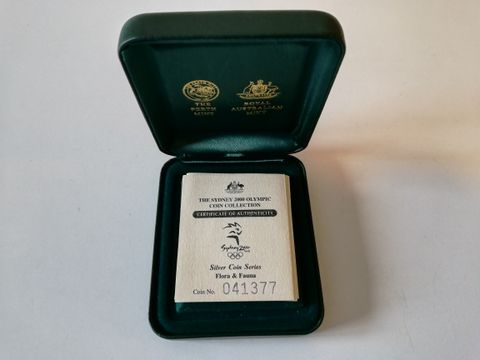 THE
PERTH
MINT
ROYAL
AUSTRALIAN
MINT
THE SYDNEY 2000 OLYMPIC
COIN COLLECTION
CERTIFICATE OF AUTHENTICITY
Sydney 2000
Silver Coin Series
Flora & Fauna
Coin No. 041377